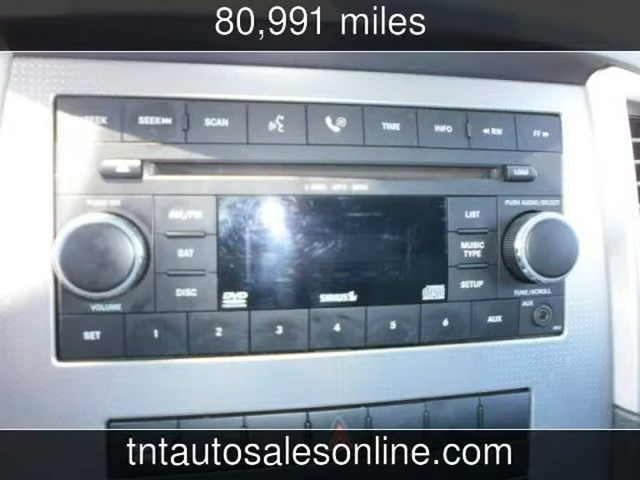 80,991 miles
SEEK SEEK SCAN TIME INFO RW FF
LOAD
PUSH ON
AM/FM
SAT
DISC
VOLUME
DVD
SIRIUS
LIST
MUSIC
TYPE
SETUP
PUSH AUDIO/SELECT
TUNE/SCROLL
AUX
SET 1 2 3 4 5 6 AUX
tntautosalesonline.com